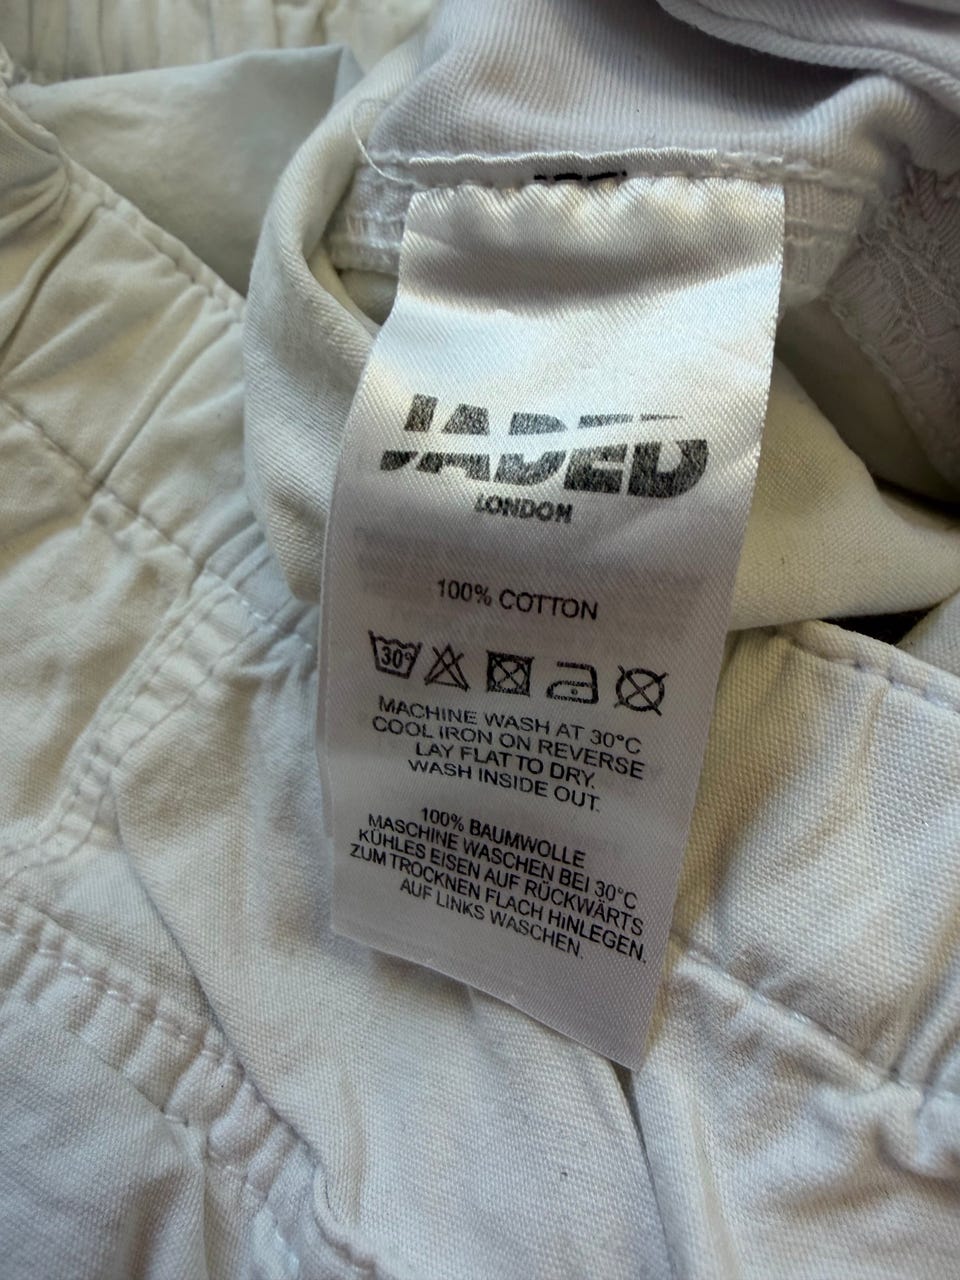 JADED
LONDON
100% COTTON
30°
MACHINE WASH AT 30°C
COOL IRON ON REVERSE
LAY FLAT TO DRY.
WASH INSIDE OUT.
100% BAUMWOLLE
MASCHINE WASCHEN BEI 30°C
KÜHLES EISEN AUF RÜCKWÄRTS
ZUM TROCKNEN FLACH HINLEGEN.
AUF LINKS WASCHEN.